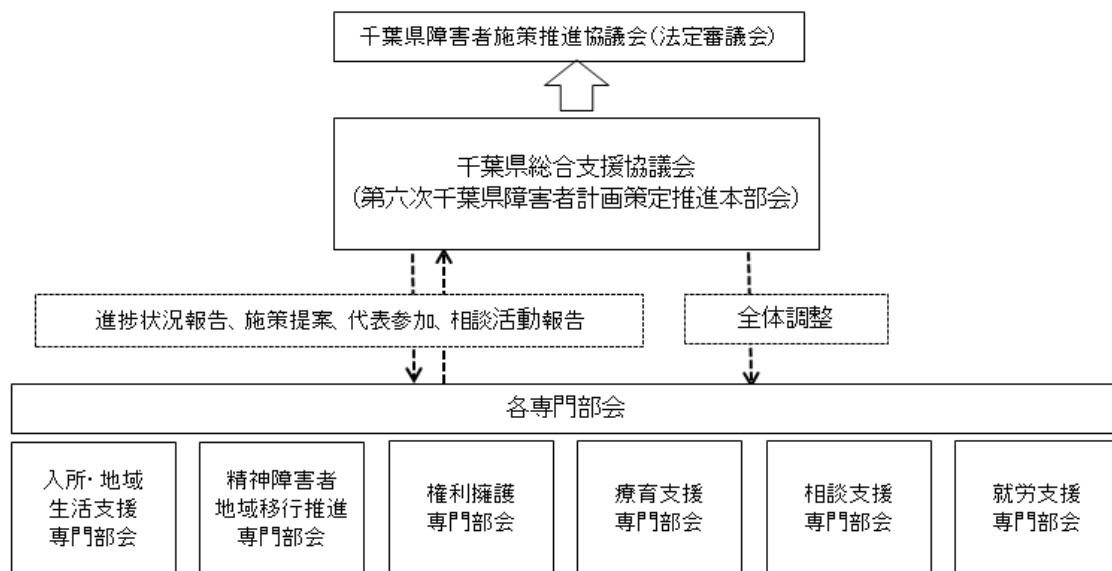 千葉県障害者施策推進協議会(法定審議会)
千葉県総合支援協議会
(第六次千葉県障害者計画策定推進本部会)
進捗状況報告、施策提案、代表参加、相談活動報告
全体調整
各専門部会
入所・地域
生活支援
専門部会
精神障害者
地域移行推進
専門部会
権利擁護
専門部会
療育支援
専門部会
相談支援
専門部会
就労支援
専門部会